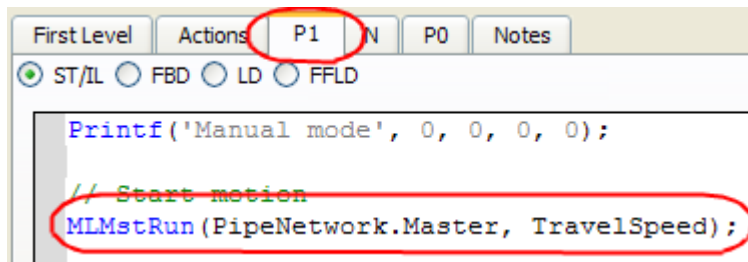 First Level Actions P1 N P0 Notes
ST/IL FBD LD FFLD
Printf('Manual mode', 0, 0, 0, 0);
// Start motion
MLMstRun(PipeNetwork.Master, TravelSpeed);